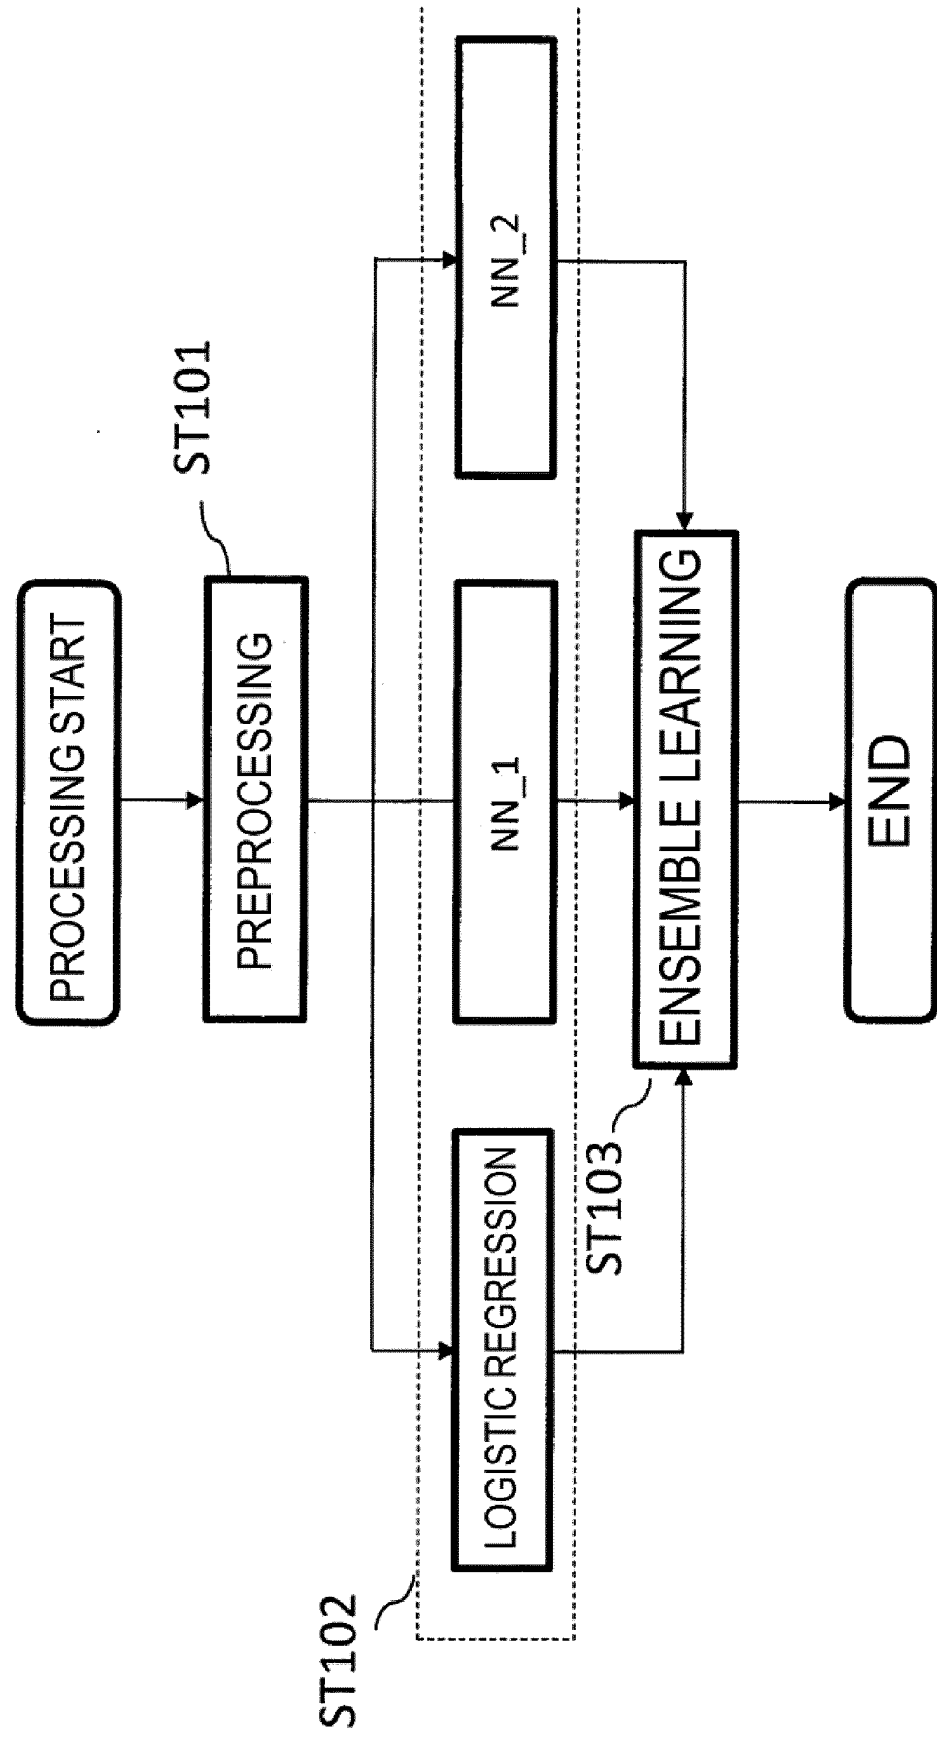 PROCESSING START
ST101
PREPROCESSING
ST102
LOGISTIC REGRESSION
NN_1
NN_2
ST103
ENSEMBLE LEARNING
END